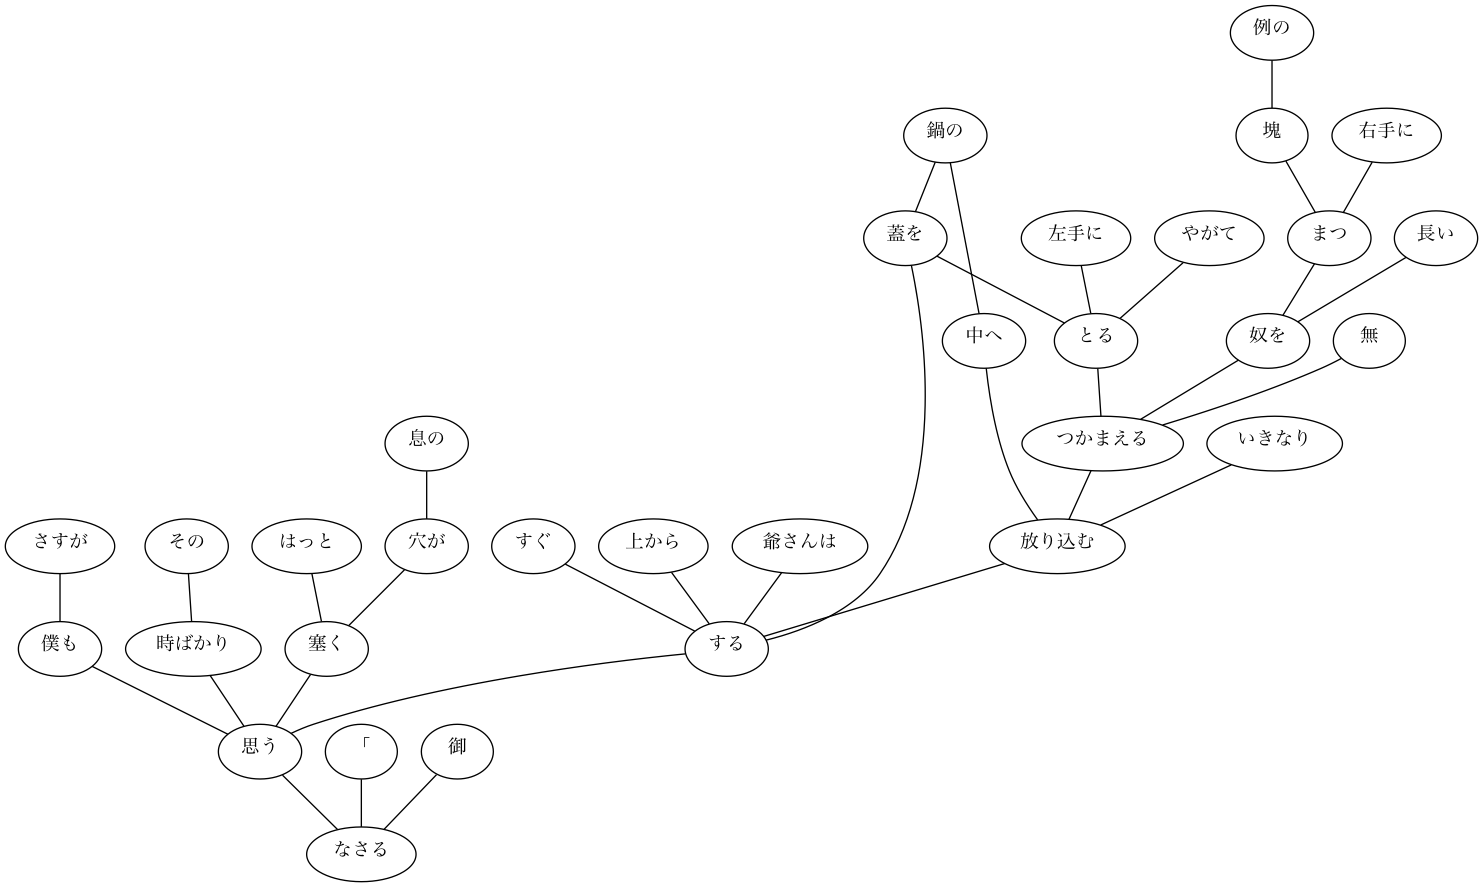 例の
鍋の
塊
右手に
蓋を
左手に
やがて
まつ
長い
中へ
とる
奴を
無
息の
つかまえる
いきなり
さすが
その
はっと
穴が
すぐ
上から
爺さんは
放り込む
僕も
時ばかり
塞く
する
思う
「
御
なさる